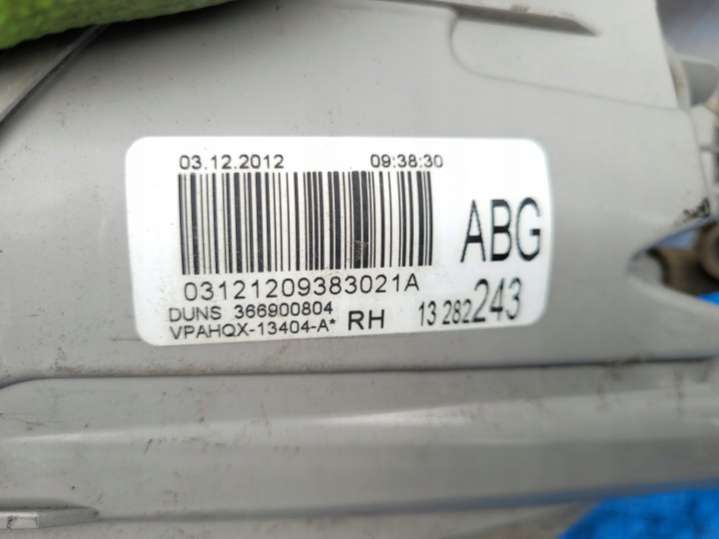 03.12.2012 09:38:30
ABG
03121209383021A
DUNS 366900804
VPAHQX-13404-A* RH 13 282 243